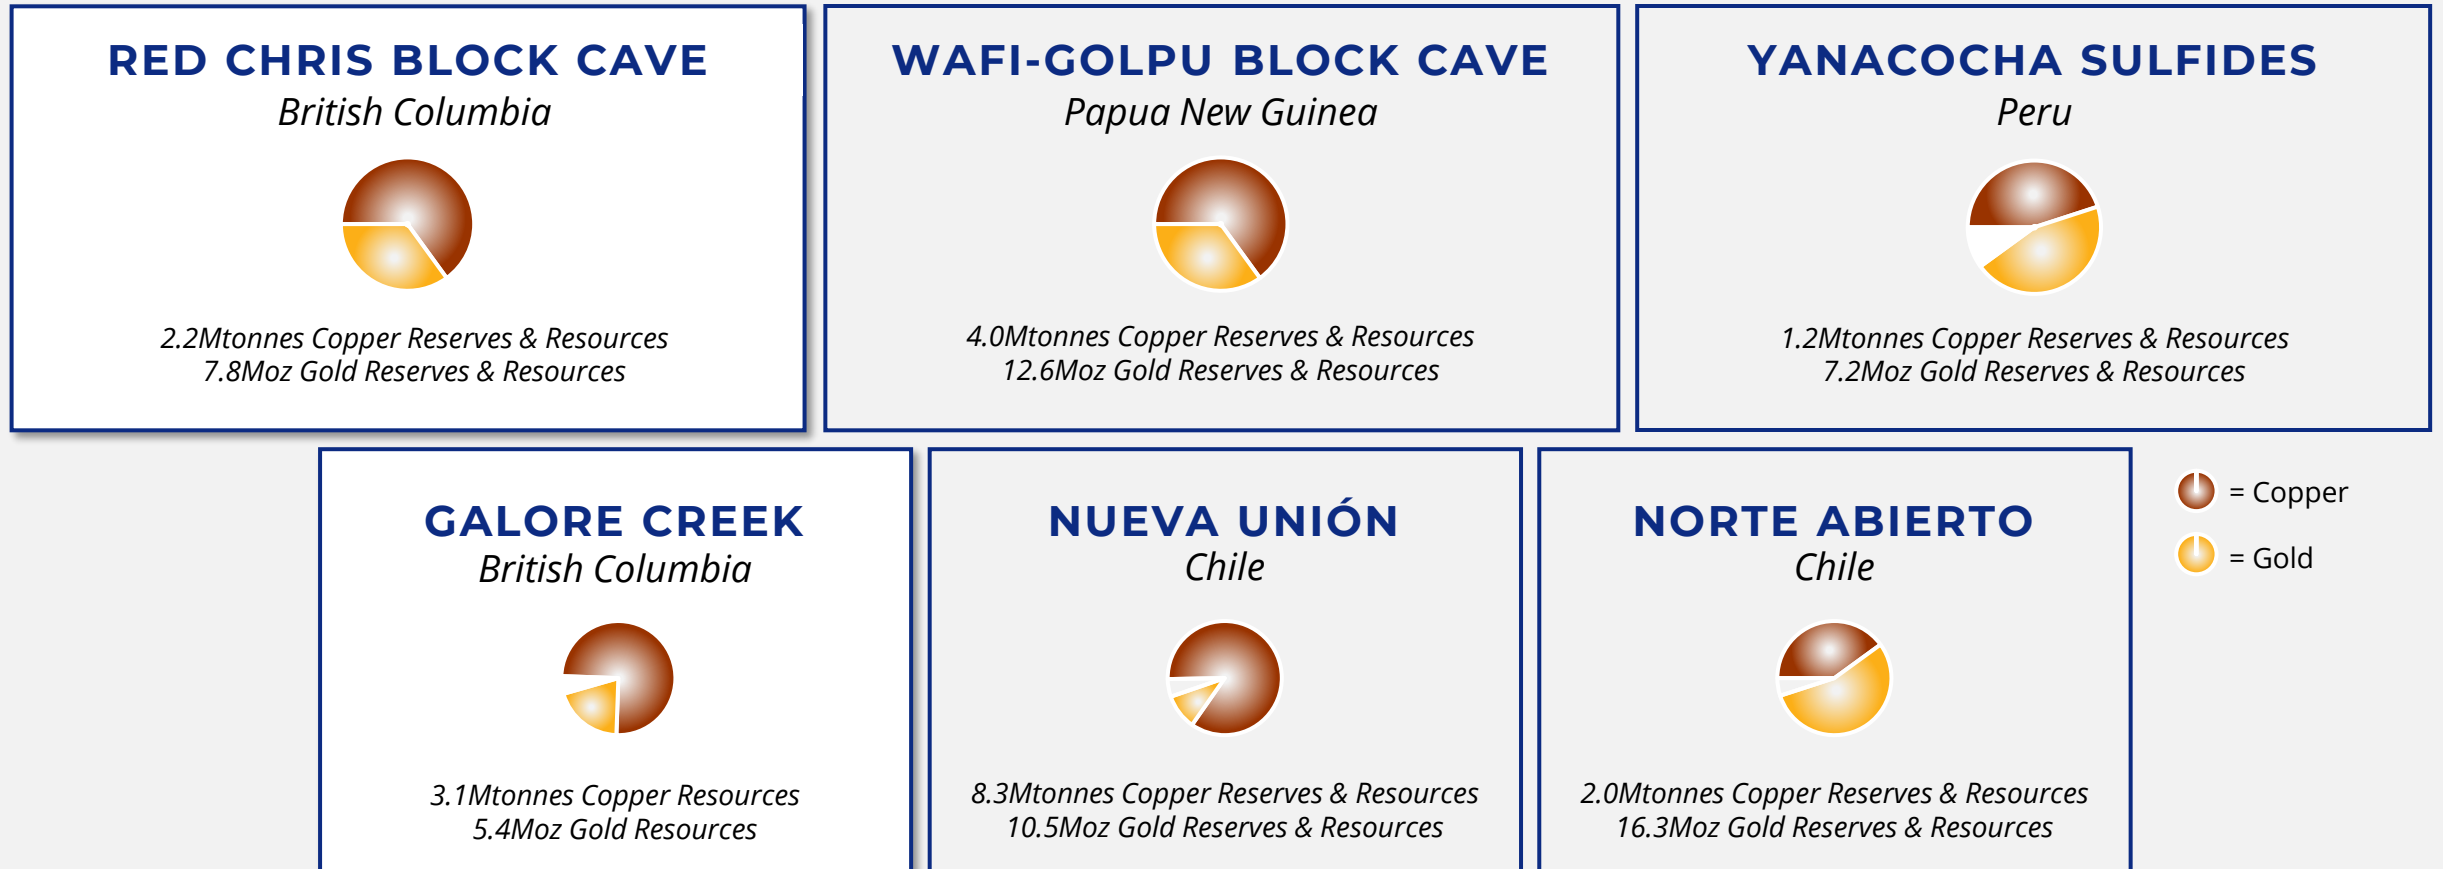 RED CHRIS BLOCK CAVE
British Columbia
2.2Mtonnes Copper Reserves & Resources
7.8Moz Gold Reserves & Resources
WAFI-GOLPU BLOCK CAVE
Papua New Guinea
4.0Mtonnes Copper Reserves & Resources
12.6Moz Gold Reserves & Resources
YANACOCHA SULFIDES
Peru
1.2Mtonnes Copper Reserves & Resources
7.2Moz Gold Reserves & Resources
GALORE CREEK
British Columbia
3.1Mtonnes Copper Resources
5.4Moz Gold Resources
NUEVA UNIÓN
Chile
8.3Mtonnes Copper Reserves & Resources
10.5Moz Gold Reserves & Resources
NORTE ABIERTO
Chile
2.0Mtonnes Copper Reserves & Resources
16.3Moz Gold Reserves & Resources
= Copper
= Gold